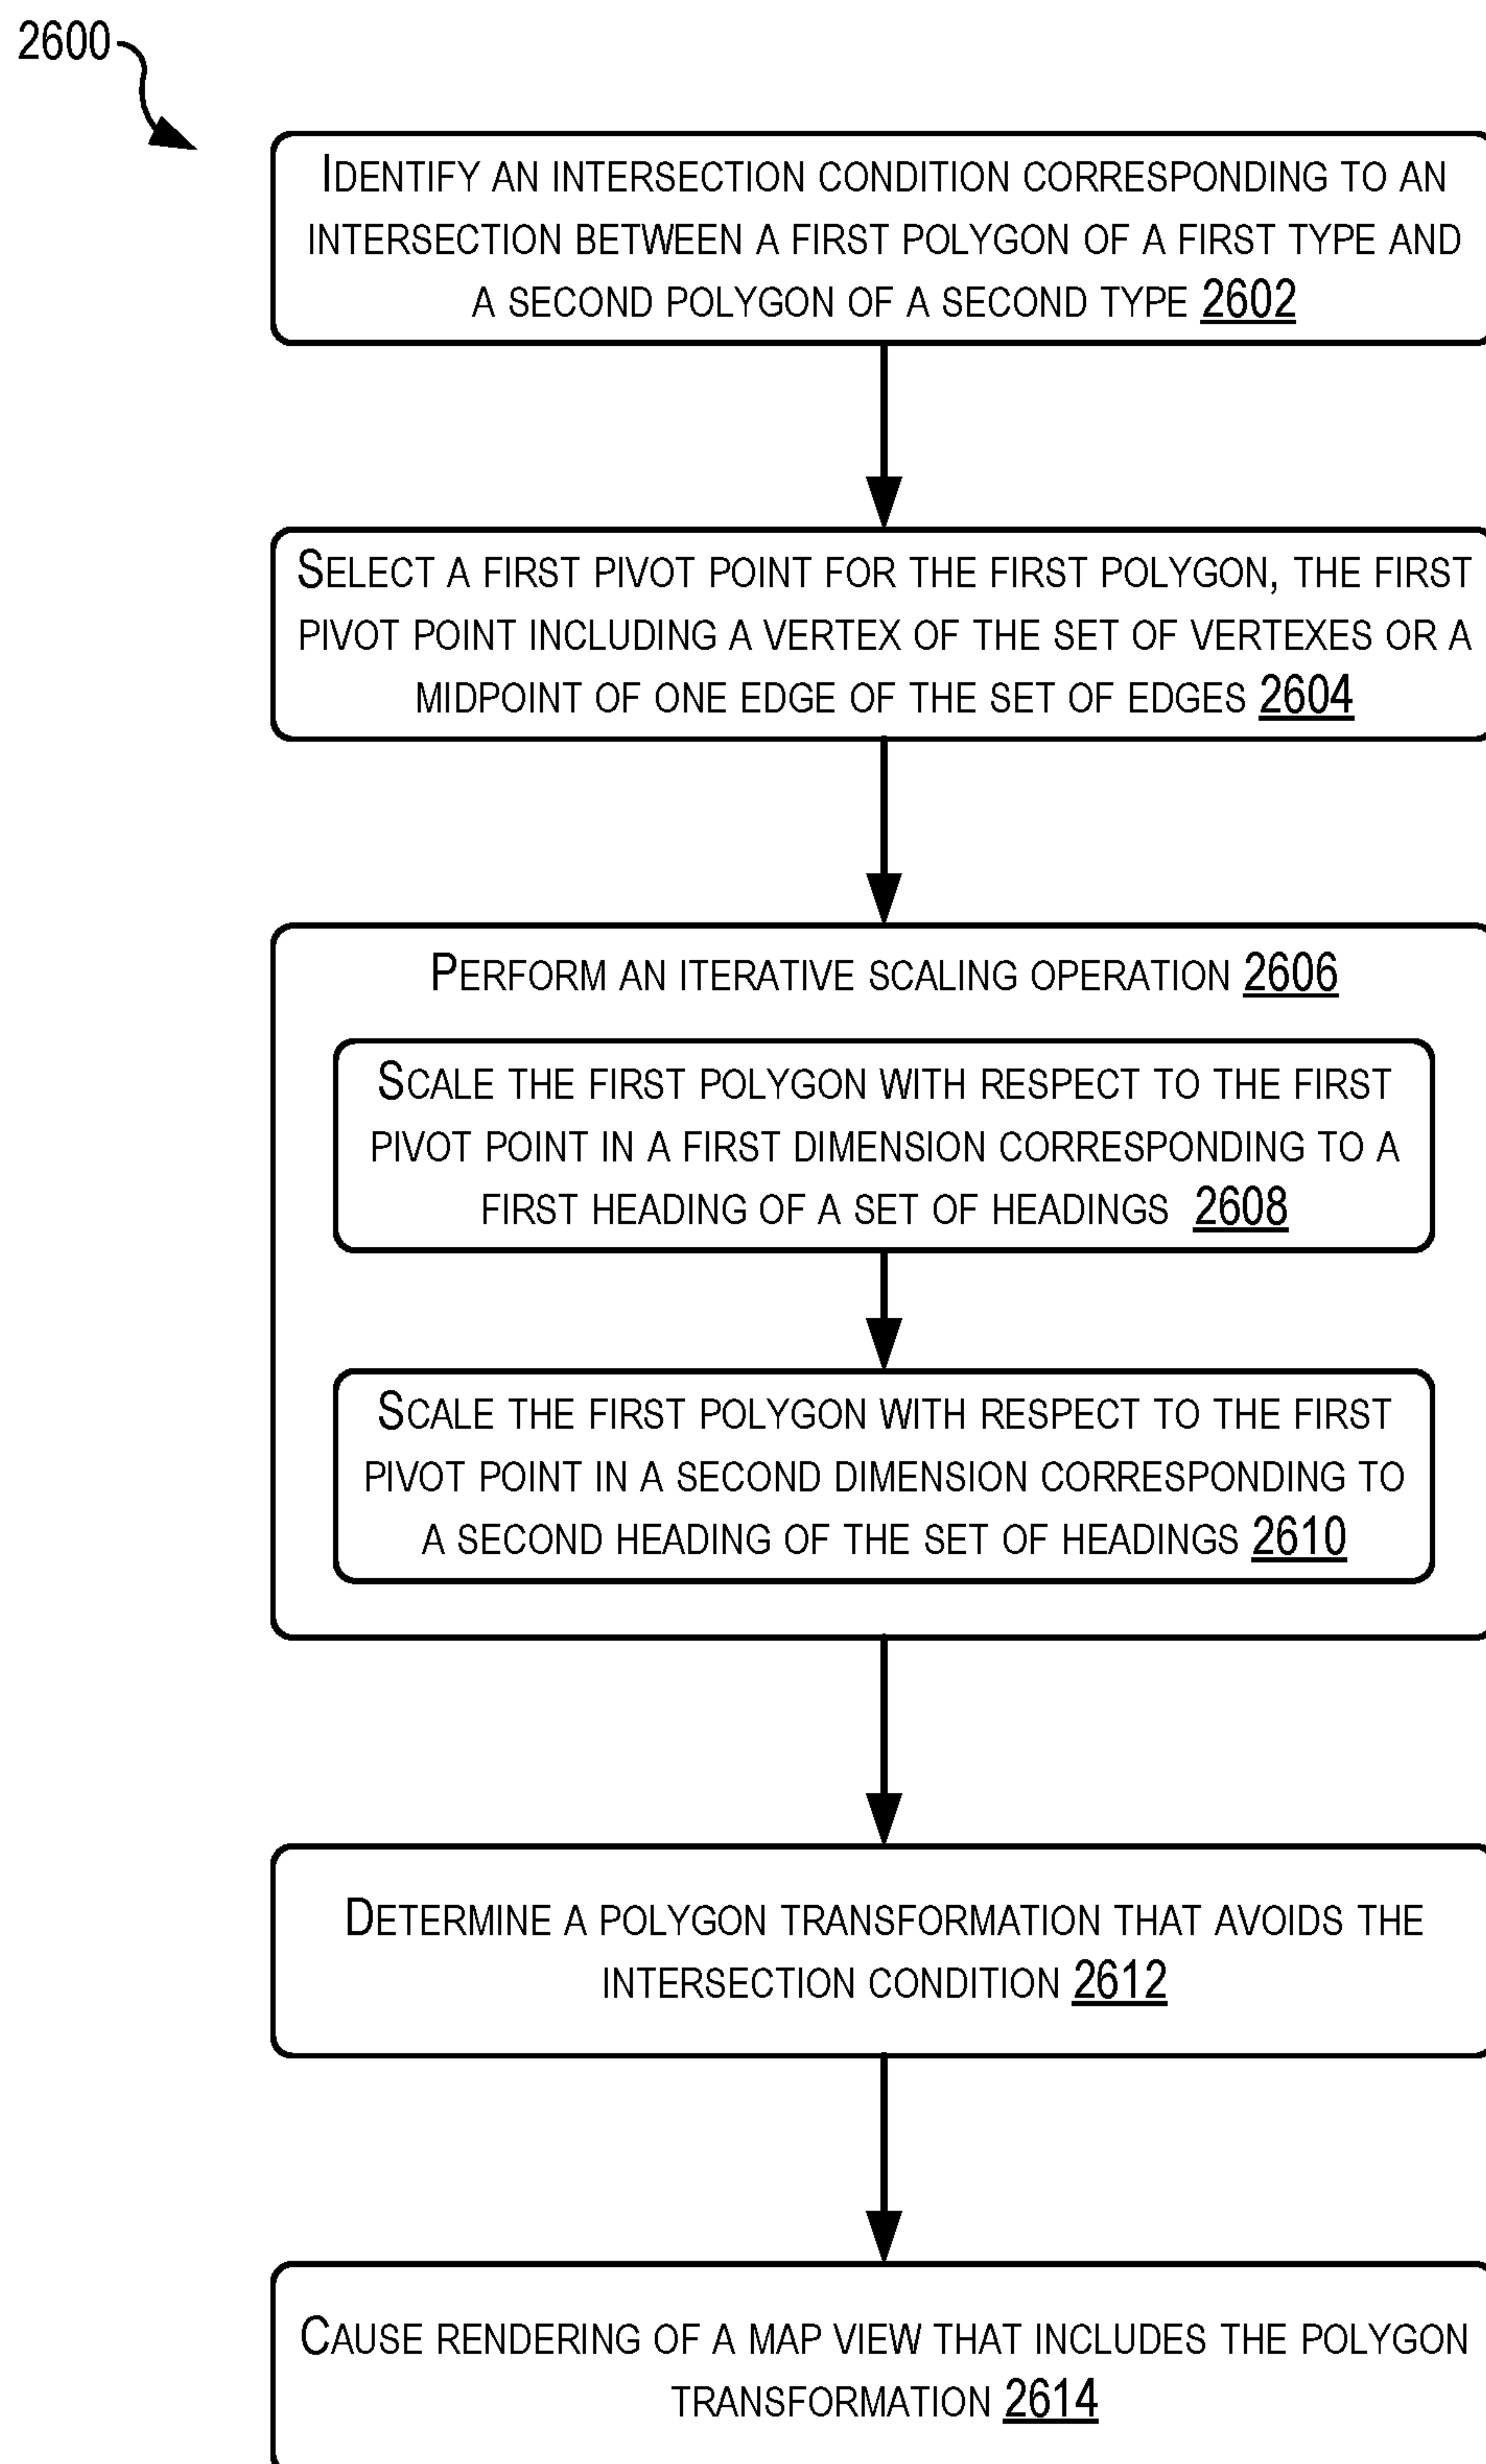 2600
IDENTIFY AN INTERSECTION CONDITION CORRESPONDING TO AN
INTERSECTION BETWEEN A FIRST POLYGON OF A FIRST TYPE AND
A SECOND POLYGON OF A SECOND TYPE 2602
SELECT A FIRST PIVOT POINT FOR THE FIRST POLYGON, THE FIRST
PIVOT POINT INCLUDING A VERTEX OF THE SET OF VERTEXES OR A
MIDPOINT OF ONE EDGE OF THE SET OF EDGES 2604
PERFORM AN ITERATIVE SCALING OPERATION 2606
SCALE THE FIRST POLYGON WITH RESPECT TO THE FIRST
PIVOT POINT IN A FIRST DIMENSION CORRESPONDING TO A
FIRST HEADING OF A SET OF HEADINGS 2608
SCALE THE FIRST POLYGON WITH RESPECT TO THE FIRST
PIVOT POINT IN A SECOND DIMENSION CORRESPONDING TO
A SECOND HEADING OF THE SET OF HEADINGS 2610
DETERMINE A POLYGON TRANSFORMATION THAT AVOIDS THE
INTERSECTION CONDITION 2612
CAUSE RENDERING OF A MAP VIEW THAT INCLUDES THE POLYGON
TRANSFORMATION 2614